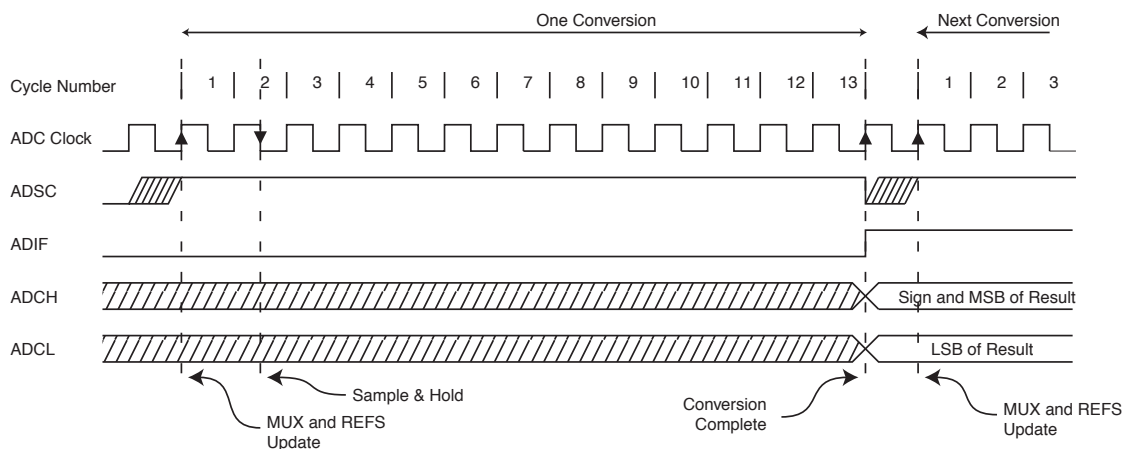 One Conversion
Next Conversion
Cycle Number
1 2 3 4 5 6 7 8 9 10 11 12 13 1 2 3
ADC Clock
ADSC
ADIF
ADCH
Sign and MSB of Result
ADCL
LSB of Result
MUX and REFS
Update
Sample & Hold
Conversion
Complete
MUX and REFS
Update